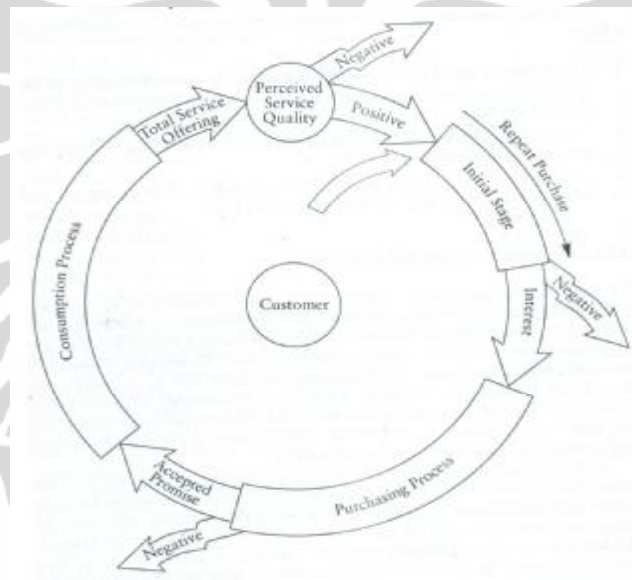 Negative
Perceived
Service
Quality
Positive
Total Service
Offering
Repeat Purchase
Initial Stage
Negative
Interest
Customer
Consumption Process
Purchasing Process
Accepted
Promise
Negative